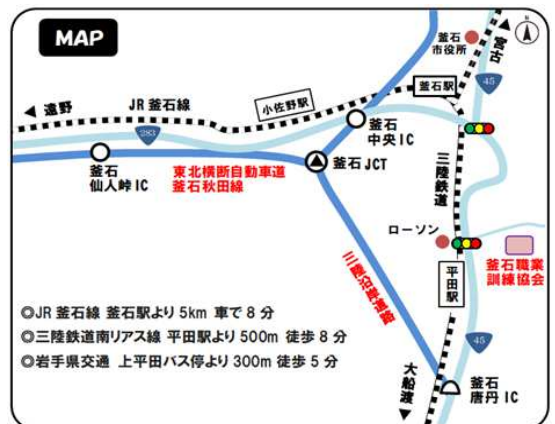 MAP
N
釜石
市役所
宮古
45
遠野
JR 釜石線
小佐野駅
釜石駅
283
釜石
中央IC
釜石
仙人峠 IC
東北横断自動車道
釜石秋田線
釜石 JCT
三陸鉄道
ローソン
釜石職業
訓練協会
平田駅
三陸沿岸道路
◎JR 釜石線 釜石駅より 5km 車で 8 分
◎三陸鉄道南リアス線 平田駅より 500m 徒歩 8 分
◎岩手県交通 上平田バス停より 300m 徒歩 5 分
45
大船渡
釜石
唐丹 IC